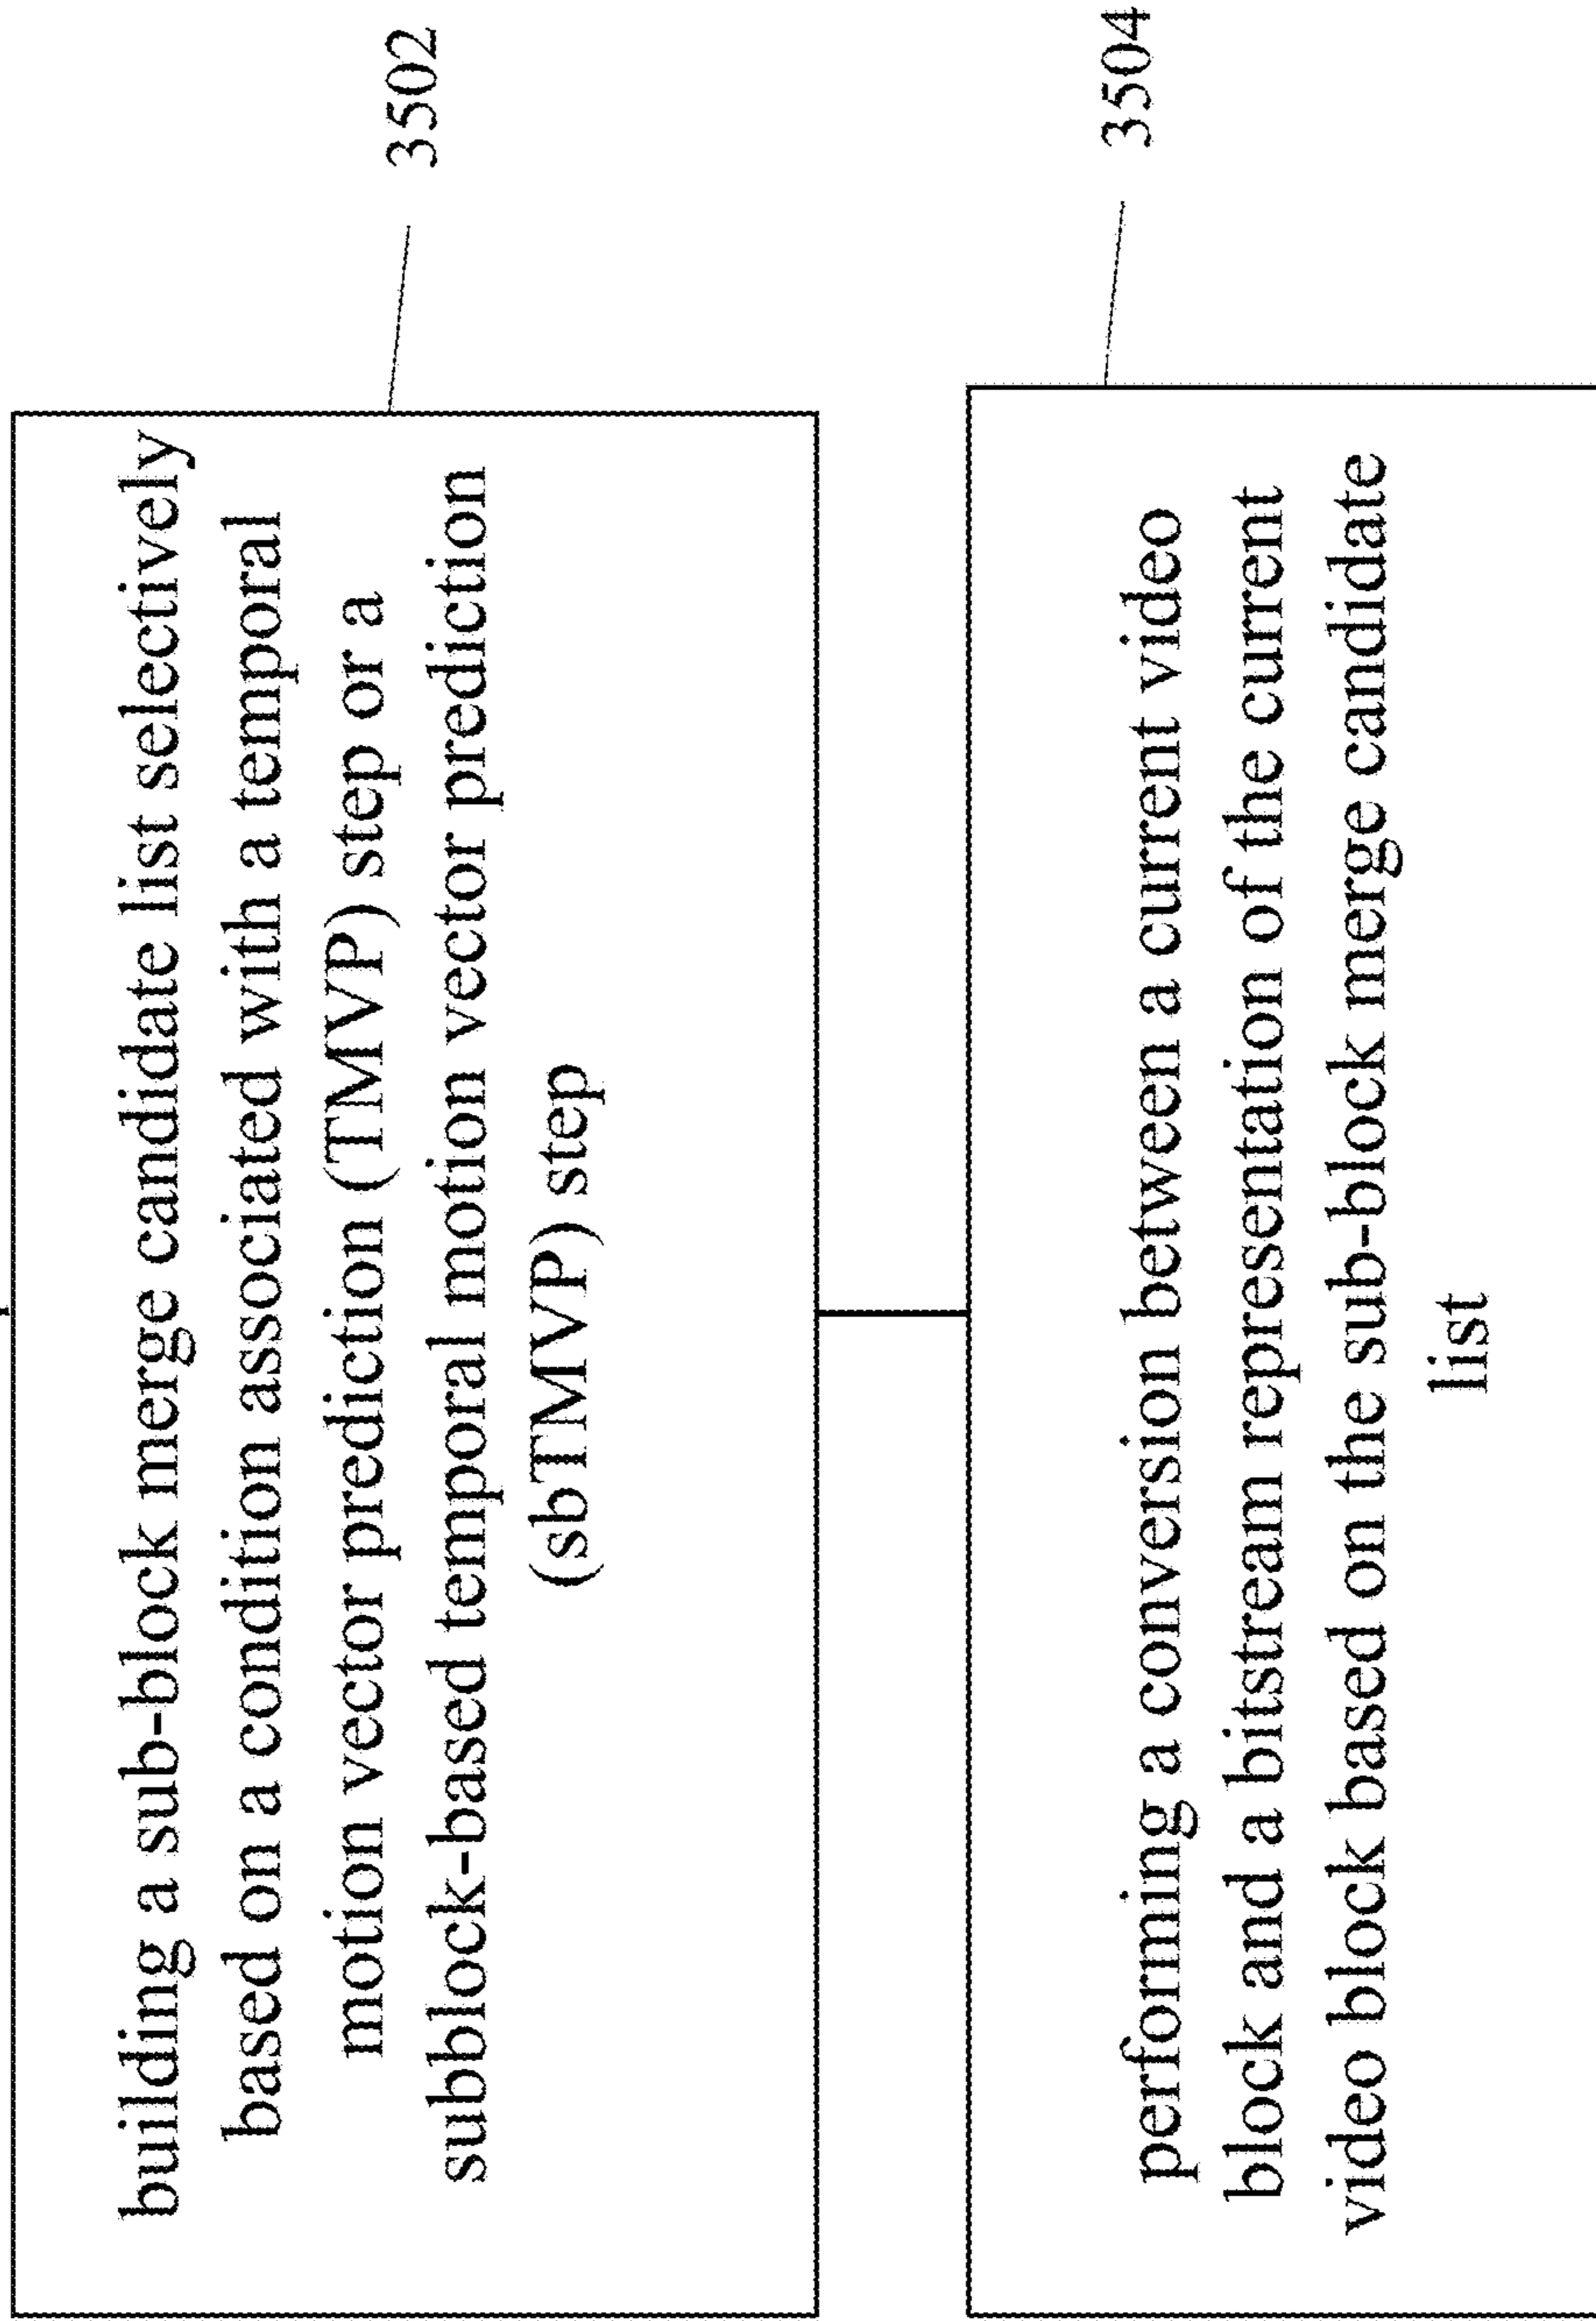 building a sub-block merge candidate list selectively
based on a condition associated with a temporal
motion vector prediction (TMVP) step or a
subblock-based temporal motion vector prediction
(sbTMVP) step
3502
performing a conversion between a current video
block and a bitstream representation of the current
video block based on the sub-block merge candidate
list
3504